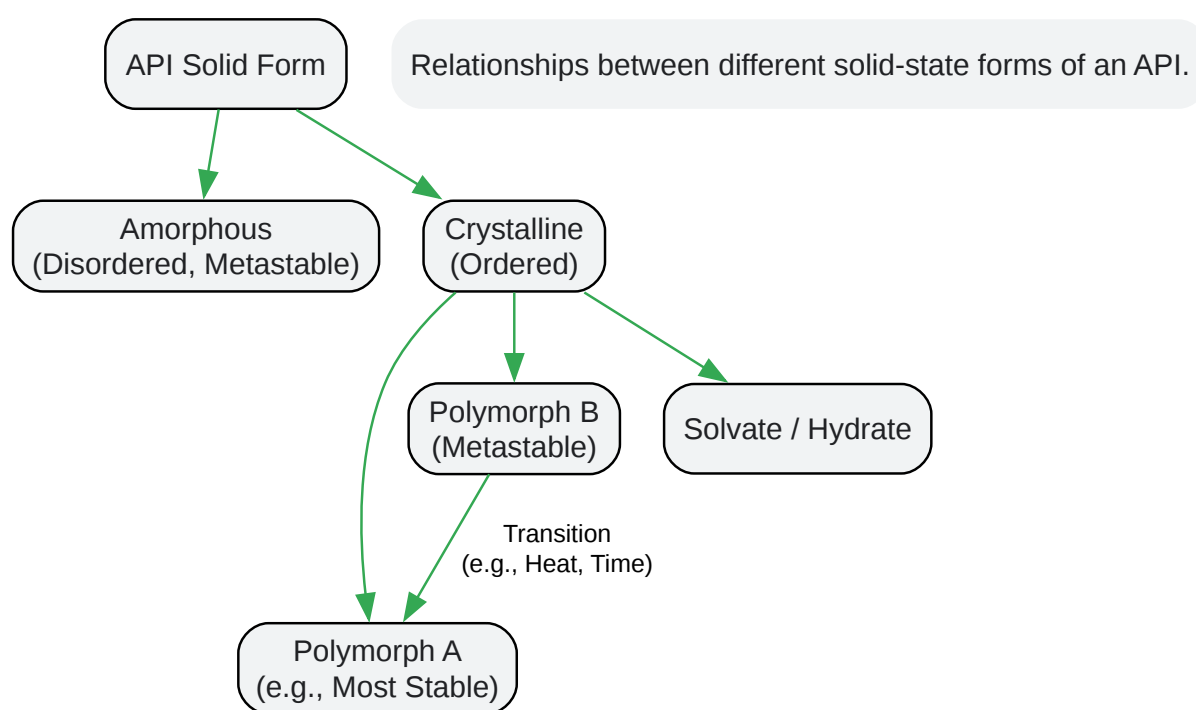 API Solid Form
Relationships between different solid-state forms of an API.
Amorphous
(Disordered, Metastable)
Crystalline
(Ordered)
Polymorph B
(Metastable)
Solvate / Hydrate
Transition
(e.g., Heat, Time)
Polymorph A
(e.g., Most Stable)